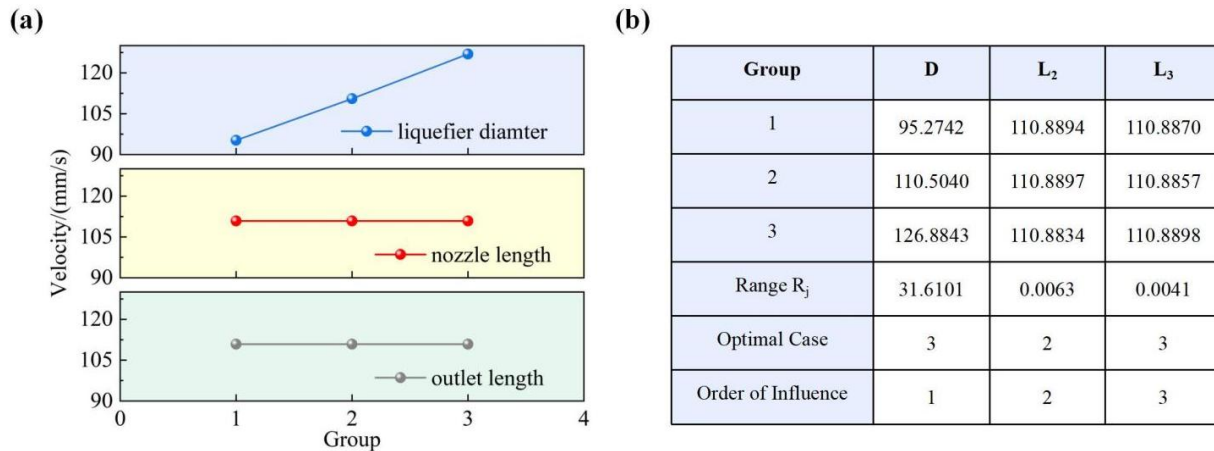 (a)
Velocity/(mm/s)
120
105
90
liquefier diamter
120
105
90
nozzle length
120
105
90
outlet length
0 1 2 3 4
Group
(b)
Group D L₂ L₃
1 95.2742 110.8894 110.8870
2 110.5040 110.8897 110.8857
3 126.8843 110.8834 110.8898
Range Rⱼ 31.6101 0.0063 0.0041
Optimal Case 3 2 3
Order of Influence 1 2 3